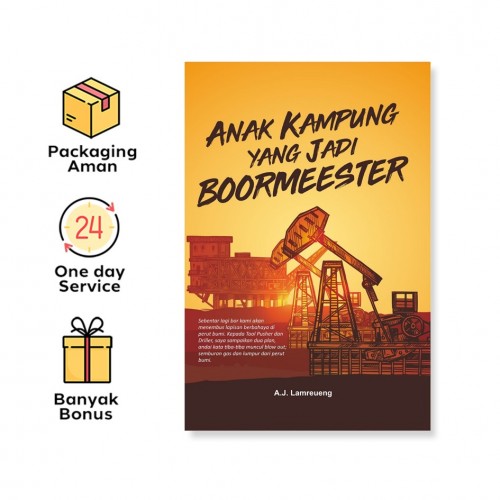 Packaging
Aman
24
One day
Service
Banyak
Bonus
ANAK KAMPUNG
YANG JADI
BOORMEESTER
Sebentar lagi bor kami akan
menembus lapisan berbahaya di
perut bumi. Kepada Tool Pusher dan
Driller, saya sampaikan dua plan,
andai kata tiba-tiba muncul blow out,
semburan gas dan lumpur dari perut
bumi.
A.J. Lamreueng